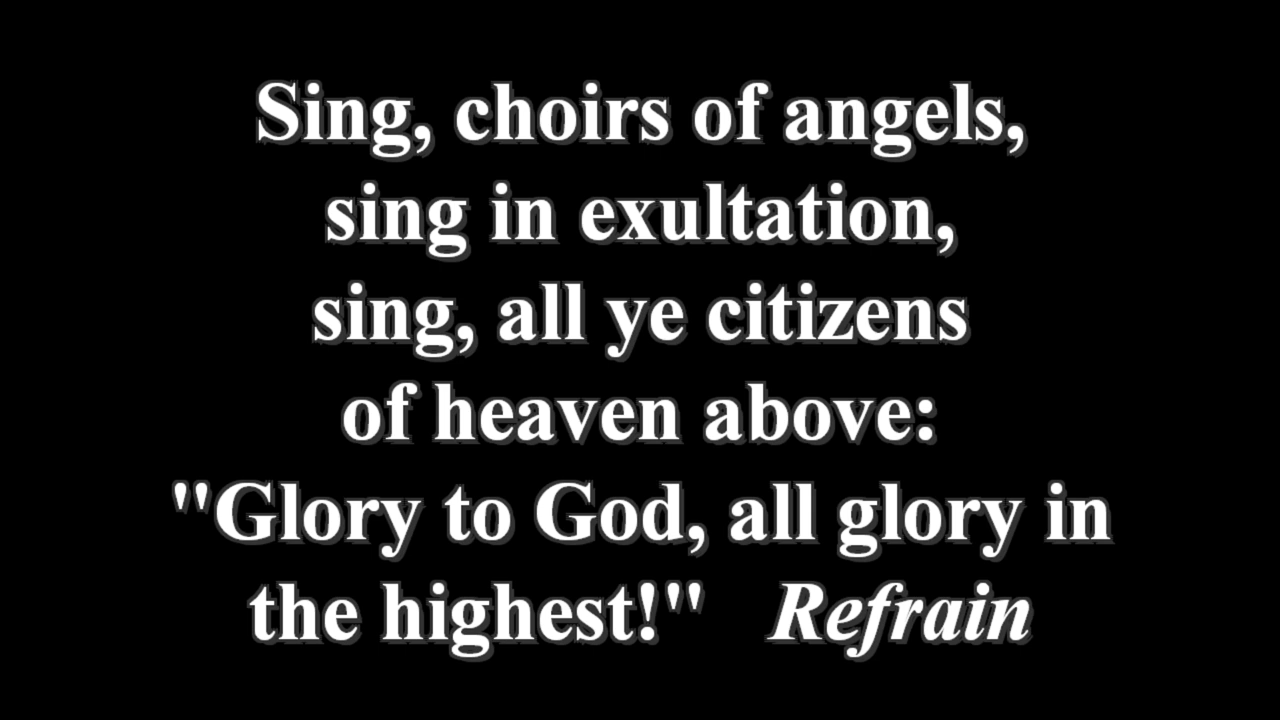 Sing, choirs of angels,
sing in exultation,
sing, all ye citizens
of heaven above:
"Glory to God, all glory in
the highest!" Refrain